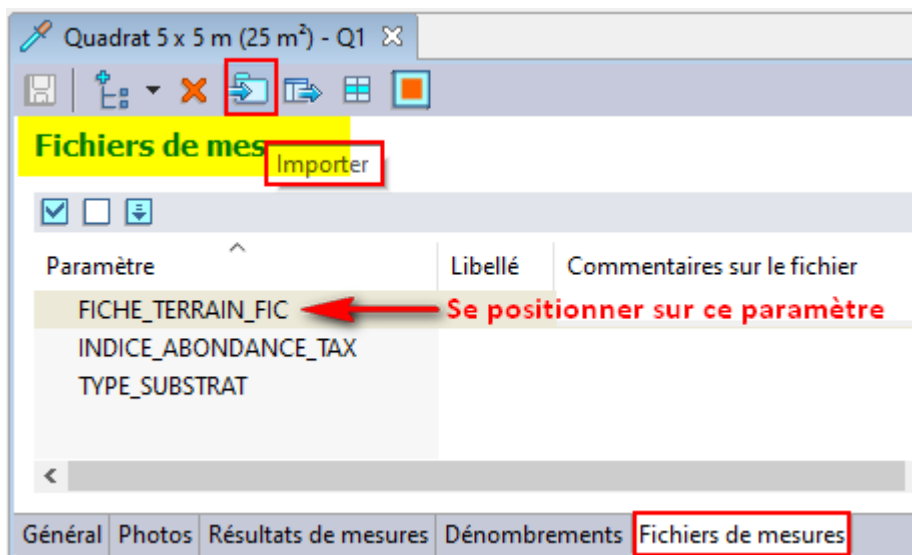 Quadrat 5 x 5 m (25 m²) - Q1
Fichiers de mes
Importer
Paramètre Libellé Commentaires sur le fichier
FICHE_TERRAIN_FIC Se positionner sur ce paramètre
INDICE_ABONDANCE_TAX
TYPE_SUBSTRAT
Général Photos Résultats de mesures Dénombrements Fichiers de mesures